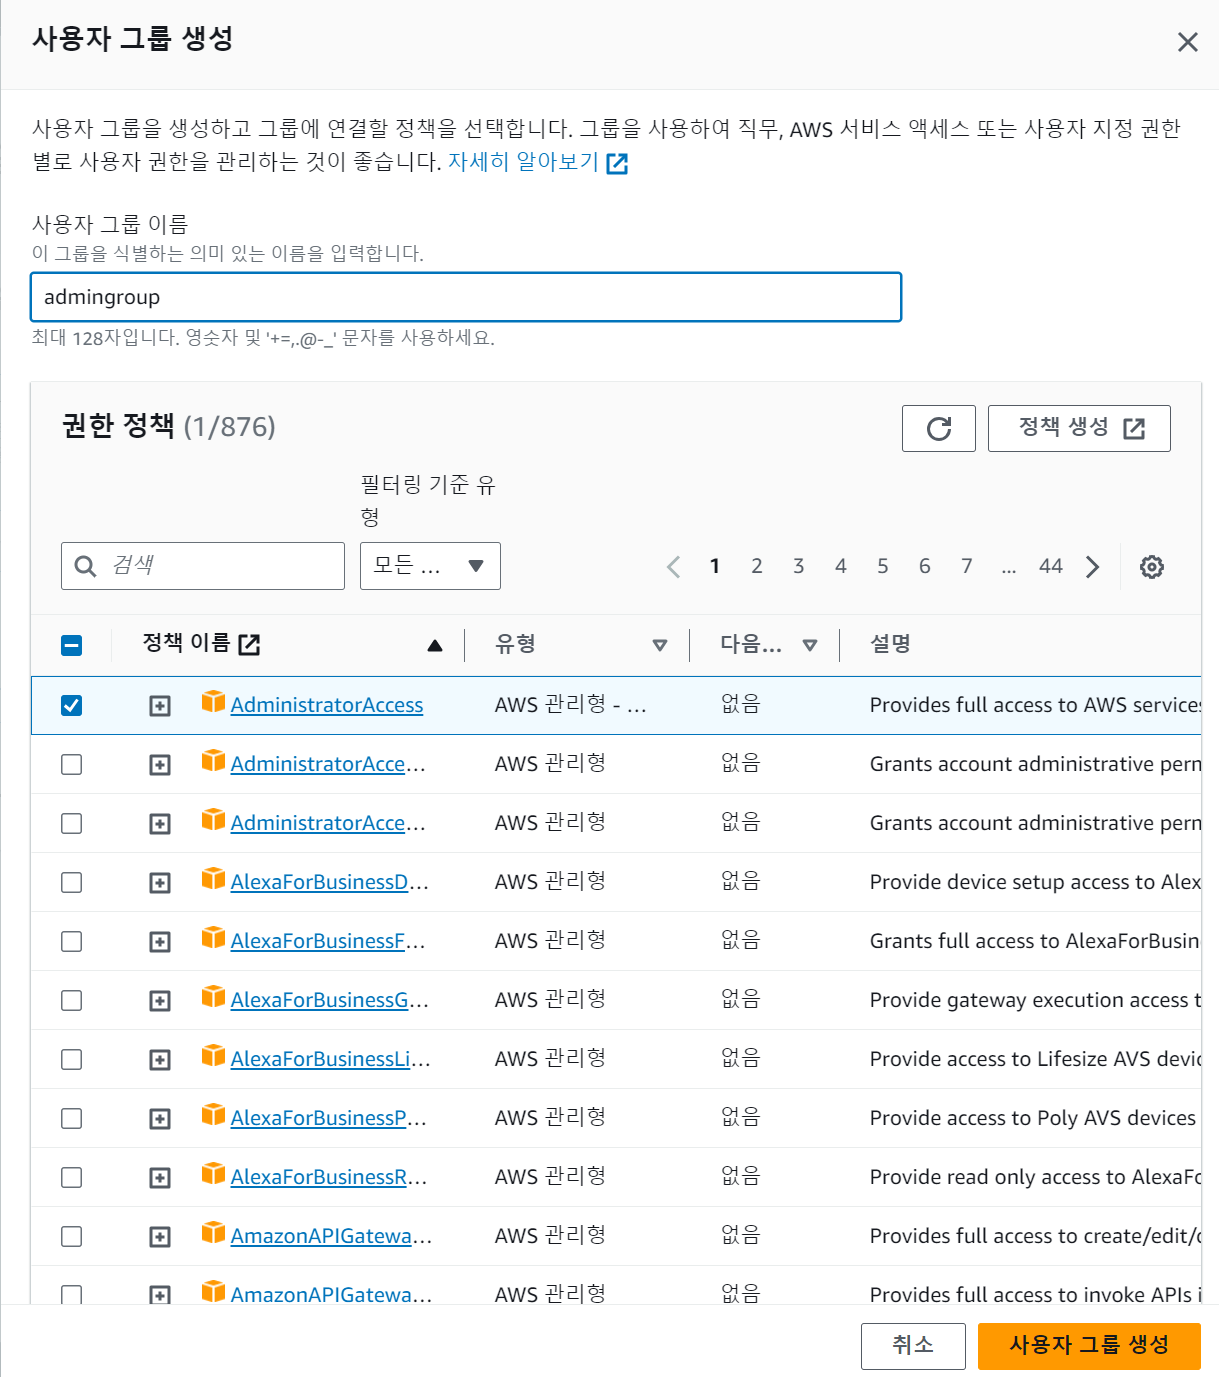 사용자 그룹 생성
사용자 그룹을 생성하고 그룹에 연결할 정책을 선택합니다. 그룹을 사용하여 직무, AWS 서비스 액세스 또는 사용자 지정 권한
별로 사용자 권한을 관리하는 것이 좋습니다. 자세히 알아보기
사용자 그룹 이름
이 그룹을 식별하는 의미 있는 이름을 입력합니다.
admingroup
최대 128자입니다. 영숫자 및 '+=,.@-_' 문자를 사용하세요.
권한 정책 (1/876)
정책 생성
필터링 기준 유
형
검색 모든 ... 1 2 3 4 5 6 7 ... 44
정책 이름 유형 다음... 설명
AdministratorAccess AWS 관리형 - ... 없음 Provides full access to AWS services
AdministratorAcce... AWS 관리형 없음 Grants account administrative perm
AdministratorAcce... AWS 관리형 없음 Grants account administrative perm
AlexaForBusinessD... AWS 관리형 없음 Provide device setup access to Alex
AlexaForBusinessF... AWS 관리형 없음 Grants full access to AlexaForBusin
AlexaForBusinessG... AWS 관리형 없음 Provide gateway execution access t
AlexaForBusinessLi... AWS 관리형 없음 Provide access to Lifesize AVS devic
AlexaForBusinessP... AWS 관리형 없음 Provide access to Poly AVS devices
AlexaForBusinessR... AWS 관리형 없음 Provide read only access to AlexaFo
AmazonAPIGatewa... AWS 관리형 없음 Provides full access to create/edit/d
AmazonAPIGatewa... AWS 관리형 없음 Provides full access to invoke APIs i
취소 사용자 그룹 생성